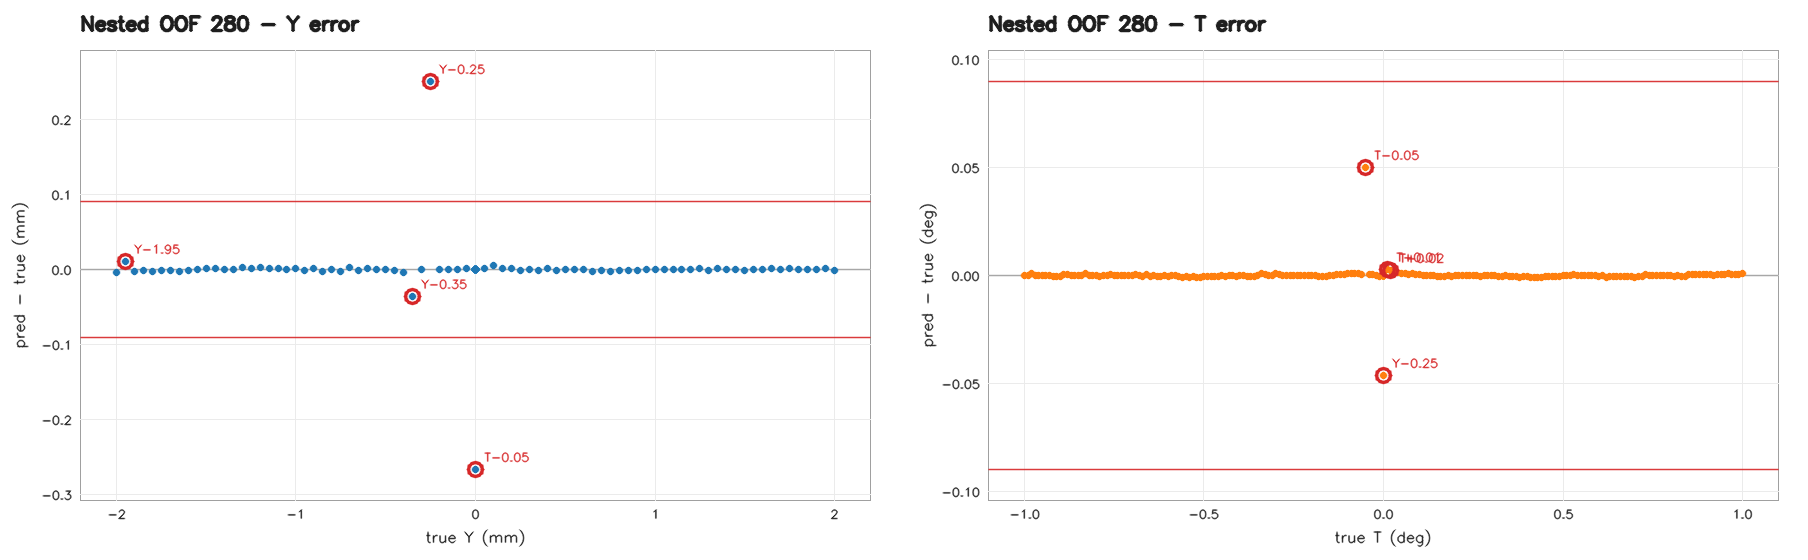 Nested OOF 280 - Y error
pred - true (mm)
0.2
0.1
0.0
-0.1
-0.2
-0.3
Y-0.25
Y-1.95
Y-0.35
T-0.05
-2
-1
0
1
2
true Y (mm)
Nested OOF 280 - T error
pred - true (deg)
0.10
0.05
0.00
-0.05
-0.10
T-0.05
Y-0.25
-1.0
-0.5
0.0
0.5
1.0
true T (deg)